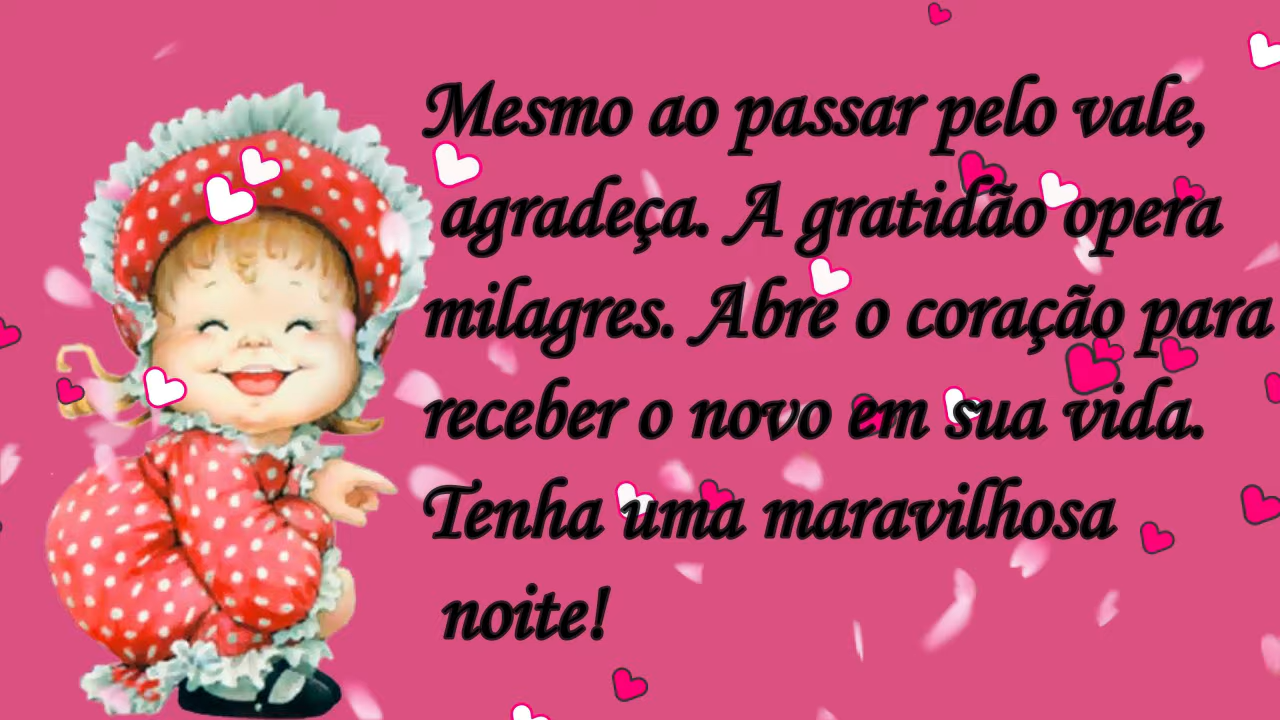 Mesmo ao passar pelo vale,
agradeça. A gratidão opera
milagres. Abre o coração para
receber o novo em sua vida.
Tenha uma maravilhosa
noite!